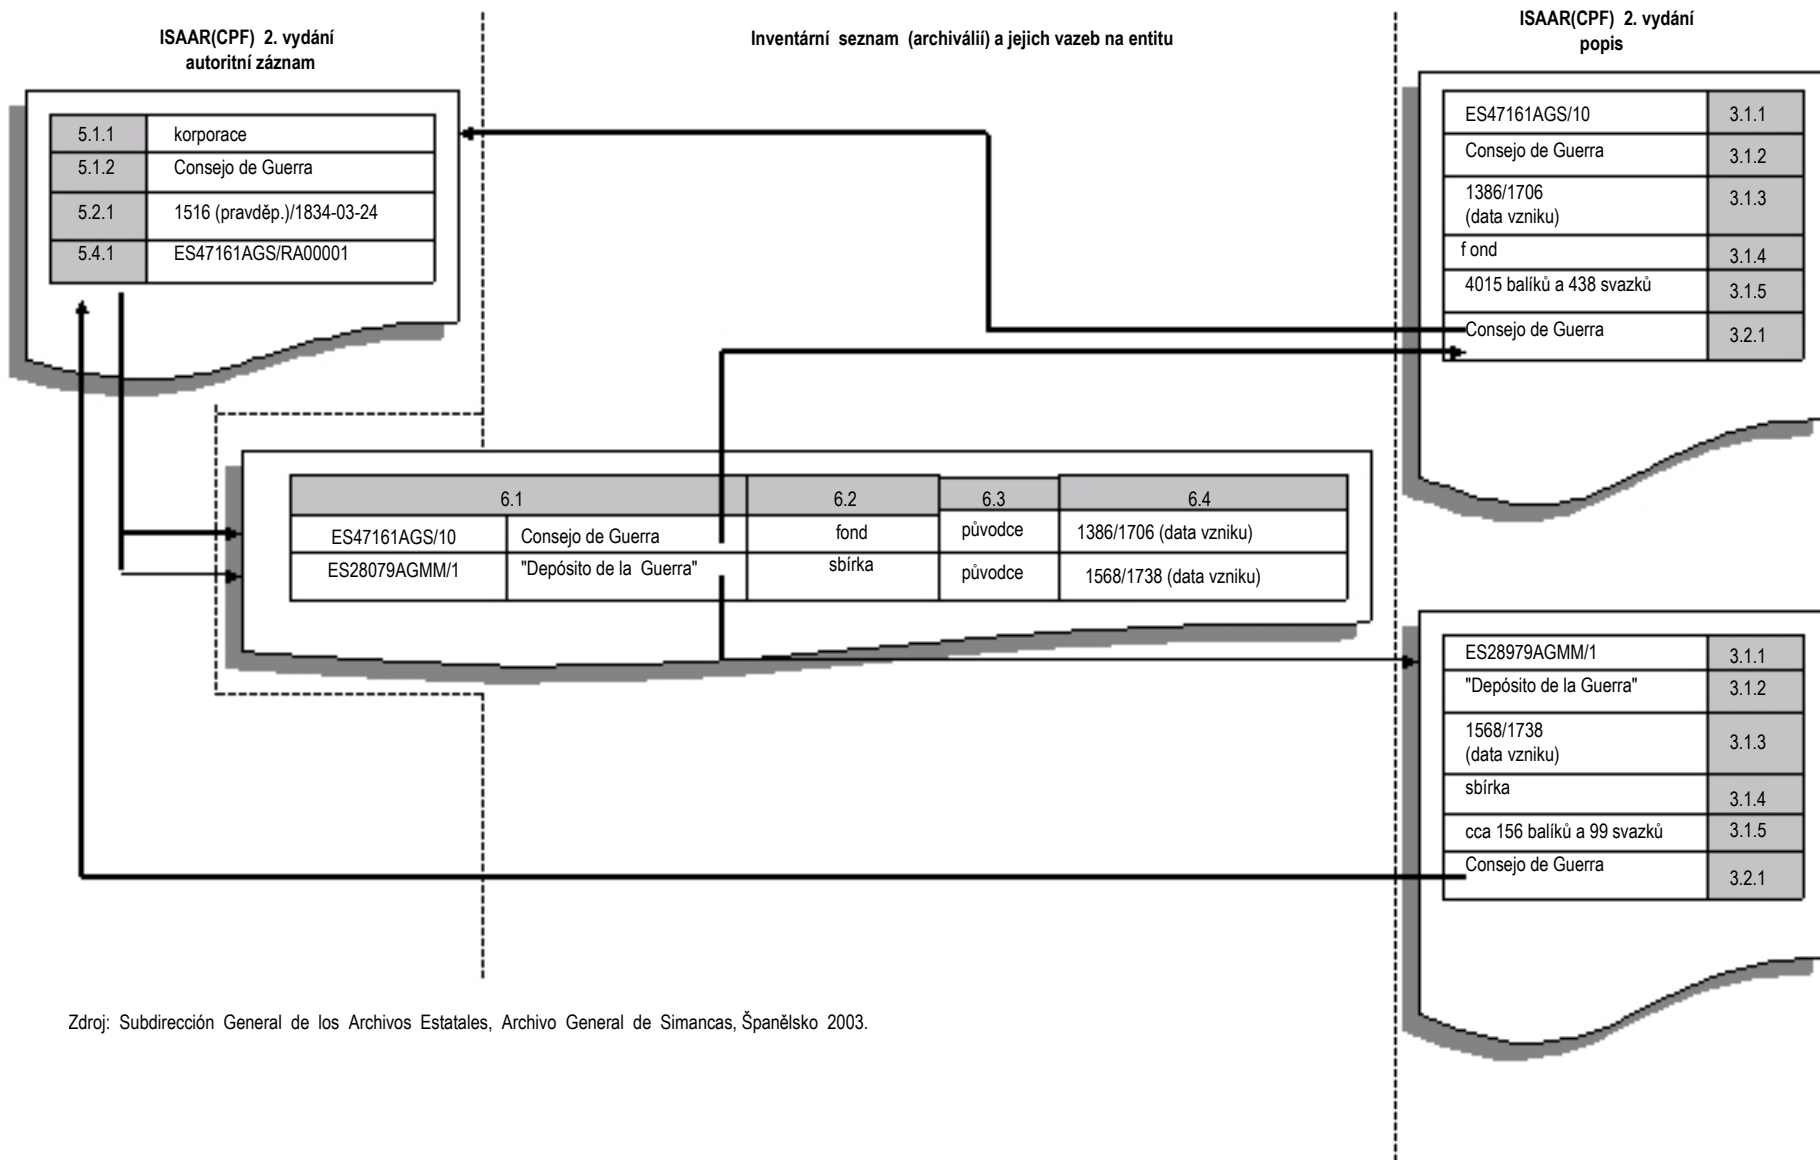 ISAAR(CPF) 2. vydání
autoritní záznam
Inventární seznam (archiválií) a jejich vazeb na entitu
ISAAR(CPF) 2. vydání
popis
5.1.1 korporace
5.1.2 Consejo de Guerra
5.2.1 1516 (pravděp.)/1834-03-24
5.4.1 ES47161AGS/RA00001
ES47161AGS/10 3.1.1
Consejo de Guerra 3.1.2
1386/1706 3.1.3
(data vzniku)
f ond 3.1.4
4015 balíků a 438 svazků 3.1.5
Consejo de Guerra 3.2.1
6.1 6.2 6.3 6.4
ES47161AGS/10 Consejo de Guerra fond původce 1386/1706 (data vzniku)
ES28079AGMM/1 "Depósito de la Guerra" sbírka původce 1568/1738 (data vzniku)
ES28979AGMM/1 3.1.1
"Depósito de la Guerra" 3.1.2
1568/1738 3.1.3
(data vzniku)
sbírka 3.1.4
cca 156 balíků a 99 svazků 3.1.5
Consejo de Guerra 3.2.1
Zdroj: Subdirección General de los Archivos Estatales, Archivo General de Simancas, Španělsko 2003.